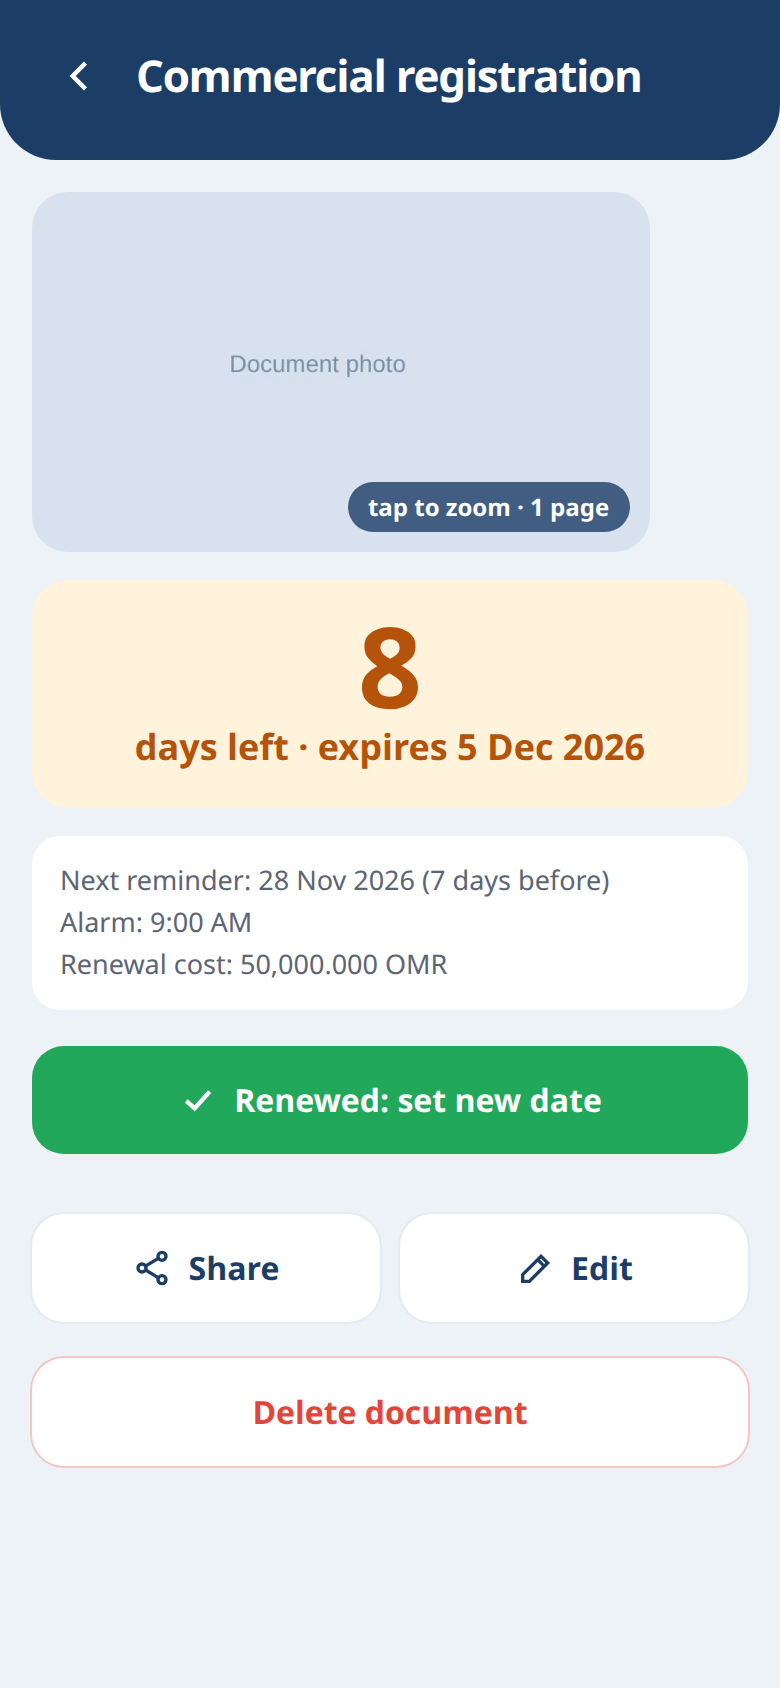 Commercial registration
Document photo
tap to zoom · 1 page
8
days left · expires 5 Dec 2026
Next reminder: 28 Nov 2026 (7 days before)
Alarm: 9:00 AM
Renewal cost: 50,000.000 OMR
Renewed: set new date
Share
Edit
Delete document